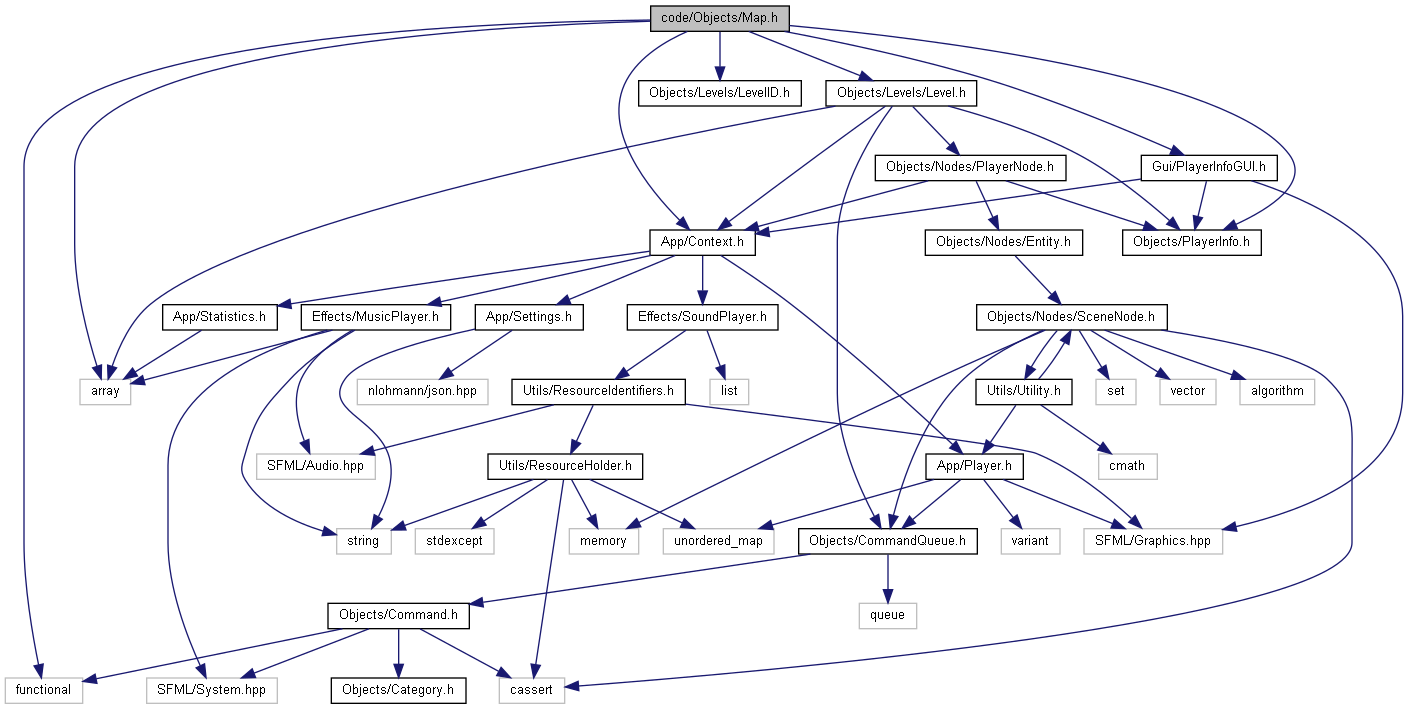 code/Objects/Map.h
Objects/Levels/LevelID.h
Objects/Levels/Level.h
Objects/Nodes/PlayerNode.h
Gui/PlayerInfoGUI.h
App/Context.h
Objects/Nodes/Entity.h
Objects/PlayerInfo.h
App/Statistics.h
Effects/MusicPlayer.h
App/Settings.h
Effects/SoundPlayer.h
Objects/Nodes/SceneNode.h
array
nlohmann/json.hpp
Utils/ResourceIdentifiers.h
list
Utils/Utility.h
set
vector
algorithm
SFML/Audio.hpp
Utils/ResourceHolder.h
App/Player.h
cmath
string
stdexcept
memory
unordered_map
Objects/CommandQueue.h
variant
SFML/Graphics.hpp
Objects/Command.h
queue
functional
SFML/System.hpp
Objects/Category.h
cassert